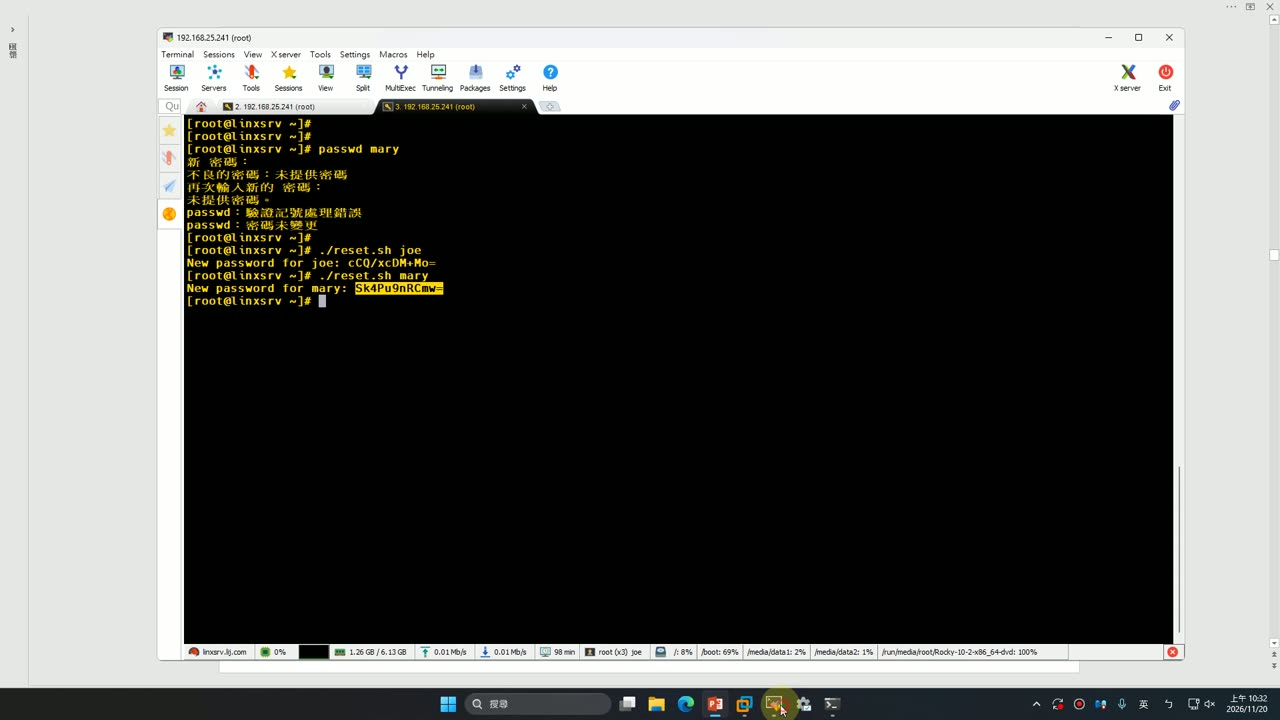 192.168.25.241 (root)
Terminal Sessions View X server Tools Settings Macros Help
Session Servers Tools Sessions View Split MultiExec Tunneling Packages Settings Help X server Exit
Qu 2. 192.168.25.241 (root) 3. 192.168.25.241 (root)
[root@linxsrv ~]#
[root@linxsrv ~]#
[root@linxsrv ~]# passwd mary
新 密碼：
不良的密碼：未提供密碼
再次輸入新的 密碼：
未提供密碼。
passwd：驗證記號處理錯誤
passwd：密碼未變更
[root@linxsrv ~]#
[root@linxsrv ~]# ./reset.sh joe
New password for joe: cCQ/xcDM+Mo=
[root@linxsrv ~]# ./reset.sh mary
New password for mary: Sk4Pu9nRCmw=
[root@linxsrv ~]#
linxsrv.lij.com 0% 1.26 GB / 6.13 GB 0.01 Mb/s 0.01 Mb/s 98 min root (x3) joe /: 8% /boot: 69% /media/data1: 2% /media/data2: 1% /run/media/root/Rocky-10-2-x86_64-dvd: 100%
搜尋 英 上午 10:32
2026/11/20